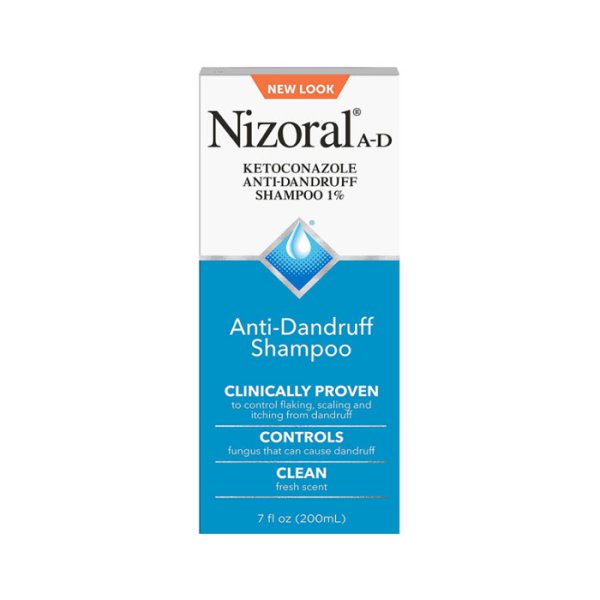 NEW LOOK
Nizoral® A-D
KETOCONAZOLE
ANTI-DANDRUFF
SHAMPOO 1%
Anti-Dandruff
Shampoo
CLINICALLY PROVEN
to control flaking, scaling and
itching from dandruff
CONTROLS
fungus that can cause dandruff
CLEAN
fresh scent
7 fl oz (200mL)